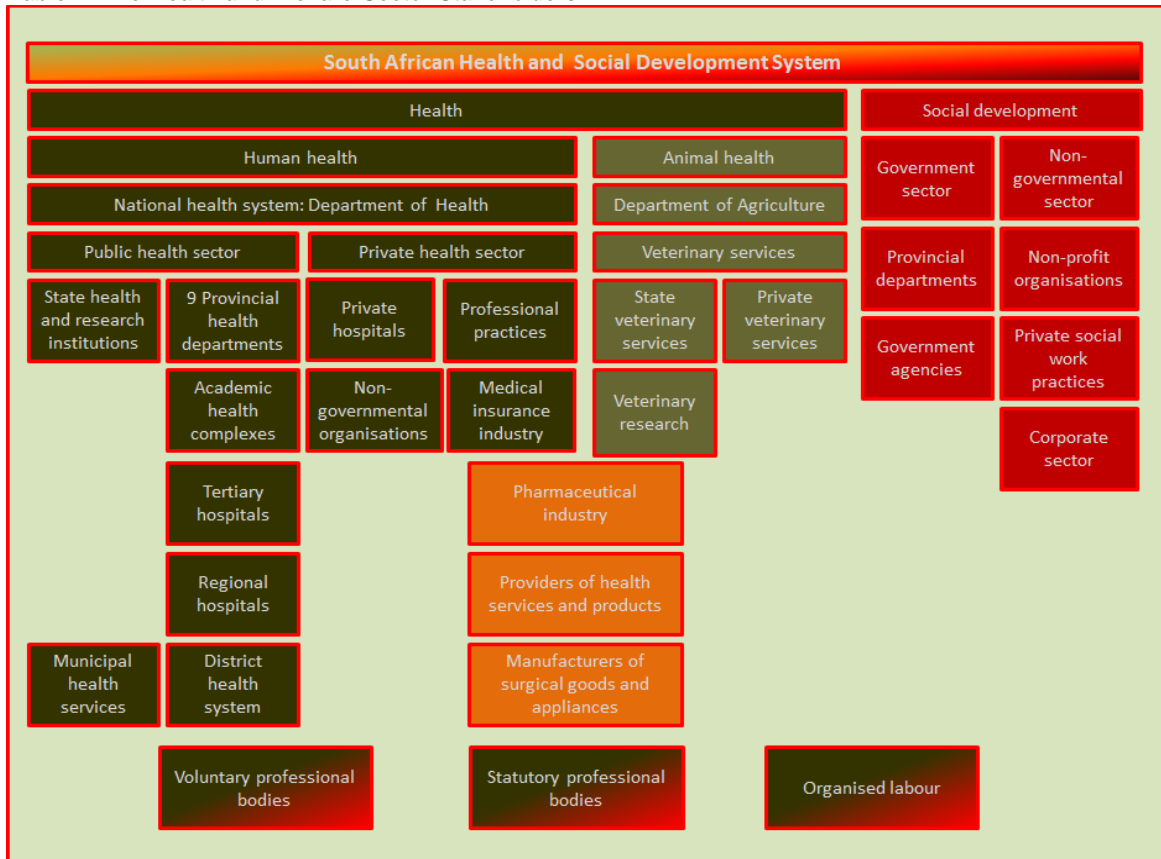 South African Health and Social Development System
Health
Social development
Human health
Animal health
Government
sector
Non-
governmental
sector
National health system: Department of Health
Department of Agriculture
Public health sector
Private health sector
Veterinary services
Provincial
departments
Non-profit
organisations
State health
and research
institutions
9 Provincial
health
departments
Private
hospitals
Professional
practices
State
veterinary
services
Private
veterinary
services
Government
agencies
Private social
work
practices
Academic
health
complexes
Non-
governmental
organisations
Medical
insurance
industry
Veterinary
research
Corporate
sector
Tertiary
hospitals
Pharmaceutical
industry
Regional
hospitals
Providers of health
services and products
Municipal
health
services
District
health
system
Manufacturers of
surgical goods and
appliances
Voluntary professional
bodies
Statutory professional
bodies
Organised labour